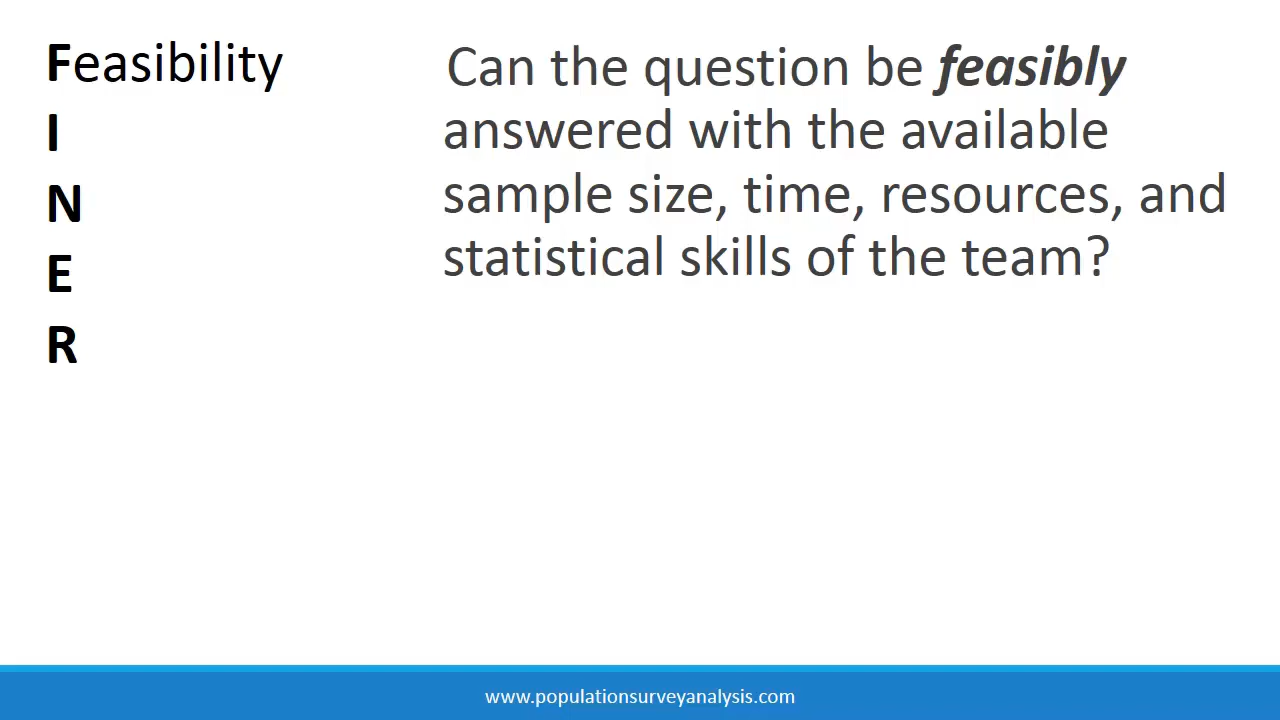 Feasibility
I
N
E
R
Can the question be feasibly
answered with the available
sample size, time, resources, and
statistical skills of the team?
www.populationsurveyanalysis.com